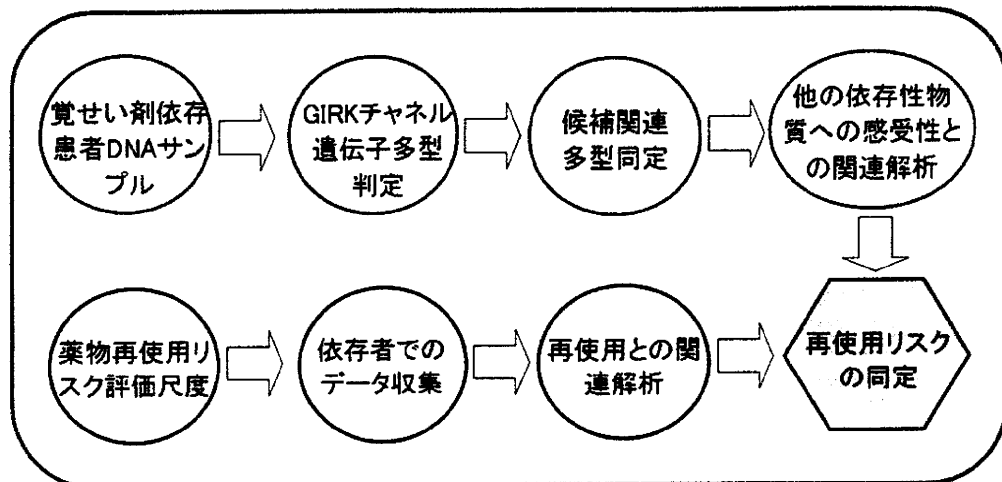 覚せい剤依存
患者DNAサン
プル
GIRKチャネル
遺伝子多型
判定
候補関連
多型同定
他の依存性物
質への感受性と
の関連解析
薬物再使用リ
スク評価尺度
依存者での
データ収集
再使用との関
連解析
再使用リスク
の同定